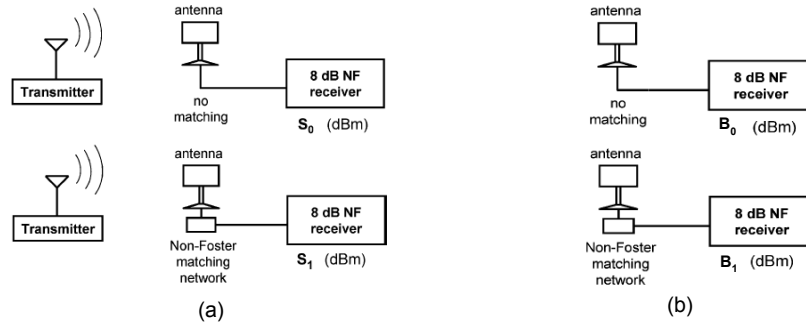 antenna
Transmitter
no
matching
8 dB NF
receiver
S₀ (dBm)
antenna
Transmitter
Non-Foster
matching
network
8 dB NF
receiver
S₁ (dBm)
(a)
antenna
no
matching
8 dB NF
receiver
B₀ (dBm)
antenna
Non-Foster
matching
network
8 dB NF
receiver
B₁ (dBm)
(b)